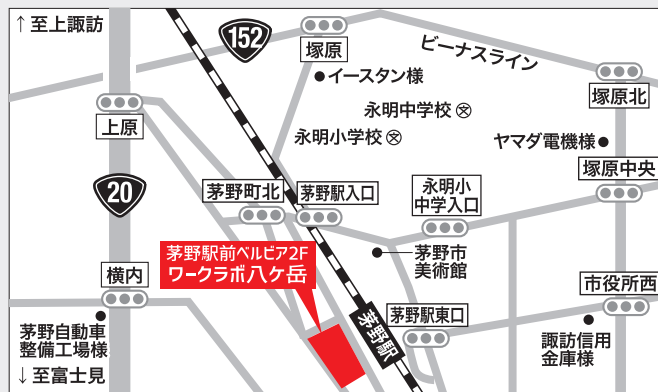 ↑至上諏訪
152
塚原
ビーナスライン
イースタン様
塚原北
永明中学校
上原
永明小学校
ヤマダ電機様
塚原中央
20
茅野町北
茅野駅入口
永明小
中学入口
茅野駅前ベルビア2F
ワークラボ八ケ岳
茅野市
美術館
横内
市役所西
茅野駅
茅野駅東口
茅野自動車
整備工場様
諏訪信用
金庫様
↓至富士見